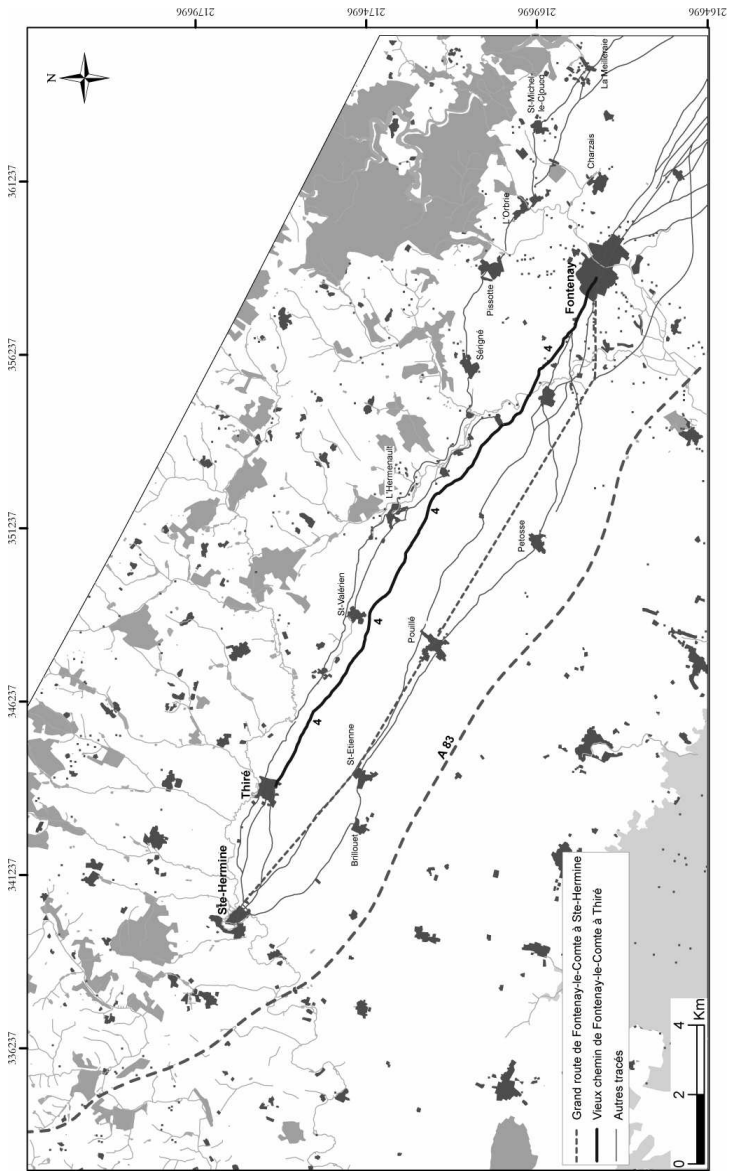 N
361237
356237
351237
346237
341237
336237
2179696
2174696
2169696
2164696
St-Michel-
le-Cloucq
La Meilleraie
Charzais
L'Orbrie
Pissotte
Fontenay
Sérigné
4
L'Hermenault
4
Petosse
St-Valérien
4
Pouillé
4
A 83
Thiré
St-Etienne
Brillouet
Ste-Hermine
Grand route de Fontenay-le-Comte à Ste-Hermine
Vieux chemin de Fontenay-le-Comte à Thiré
Autres tracés
0 2 4
Km